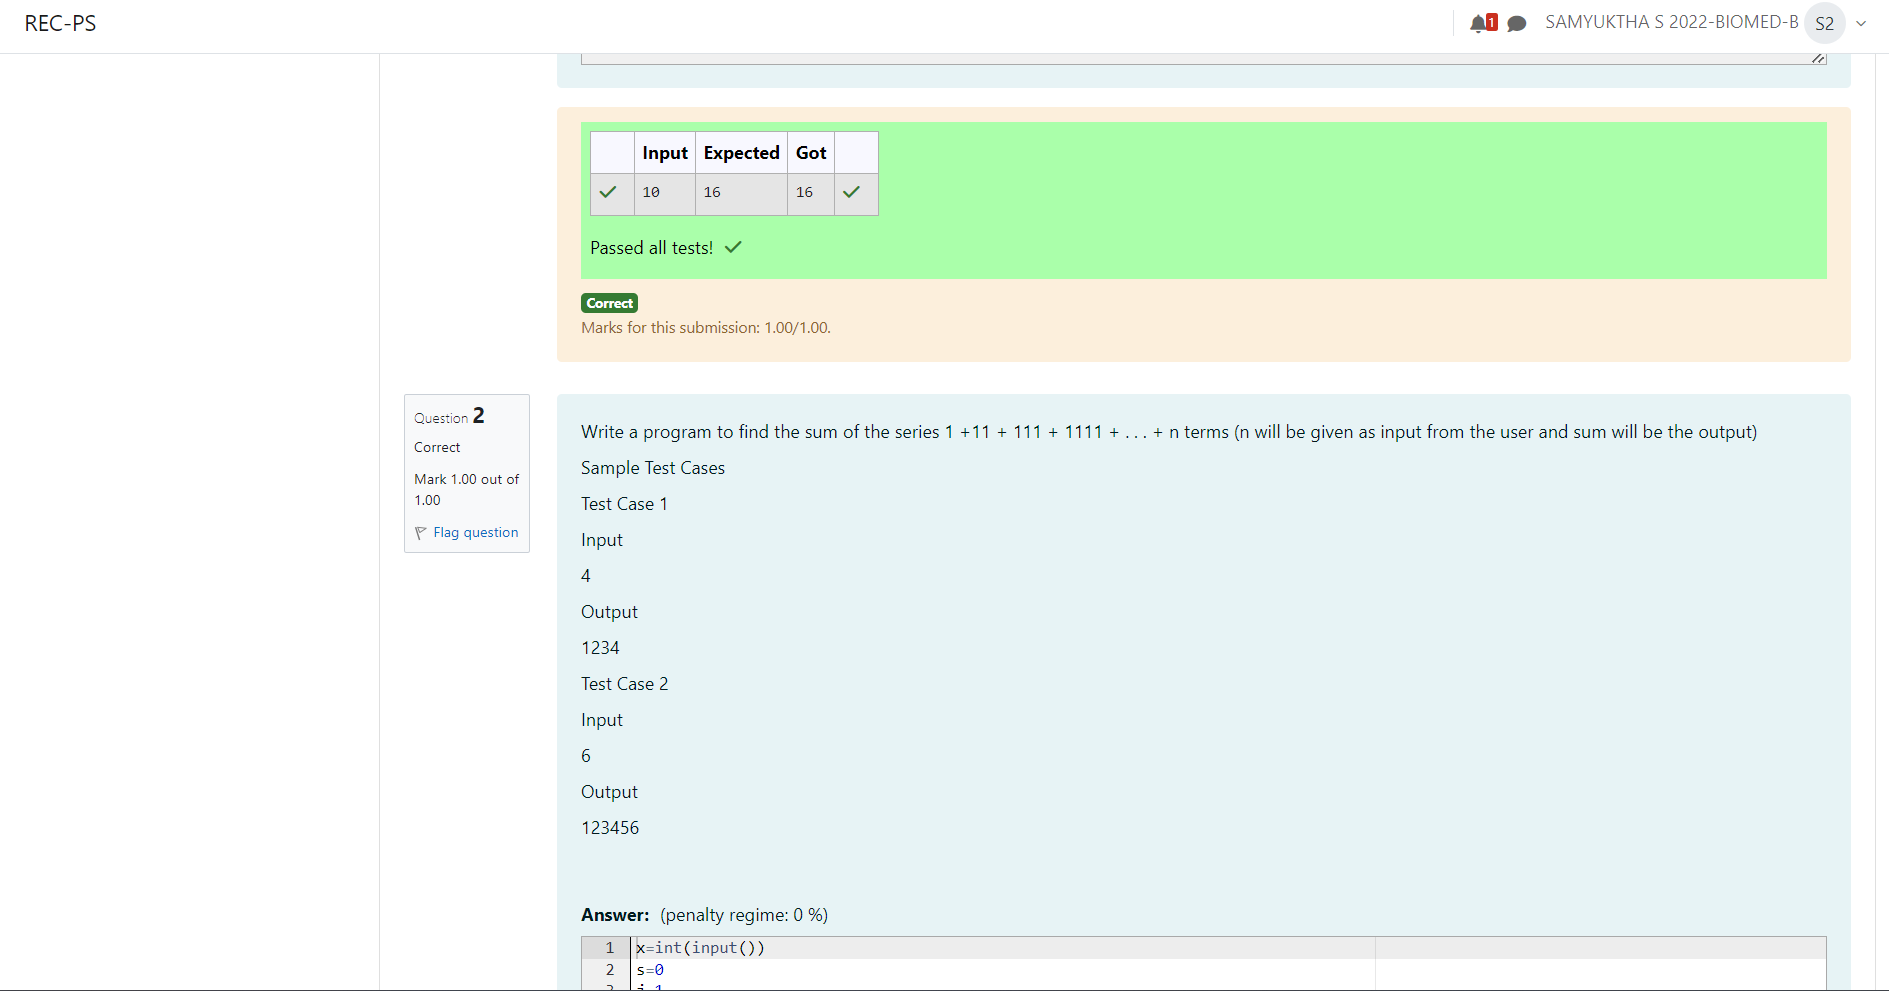 REC-PS
1
SAMYUKTHA S 2022-BIOMED-B S2
Input Expected Got
10 16 16
Passed all tests!
Correct
Marks for this submission: 1.00/1.00.
Question 2
Correct
Mark 1.00 out of
1.00
Flag question
Write a program to find the sum of the series 1 +11 + 111 + 1111 + . . . + n terms (n will be given as input from the user and sum will be the output)
Sample Test Cases
Test Case 1
Input
4
Output
1234
Test Case 2
Input
6
Output
123456
Answer: (penalty regime: 0 %)
1 x=int(input())
2 s=0